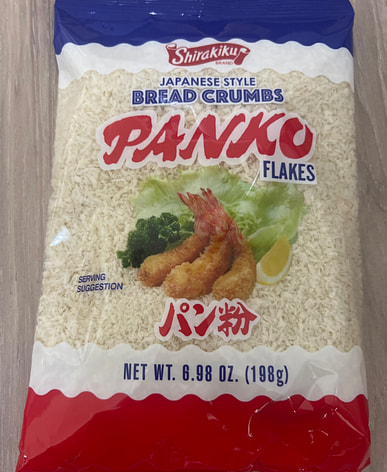 Shirakiku
BRAND
JAPANESE STYLE
BREAD CRUMBS
PANKO
FLAKES
SERVING
SUGGESTION
パン粉
NET WT. 6.98 OZ. (198g)